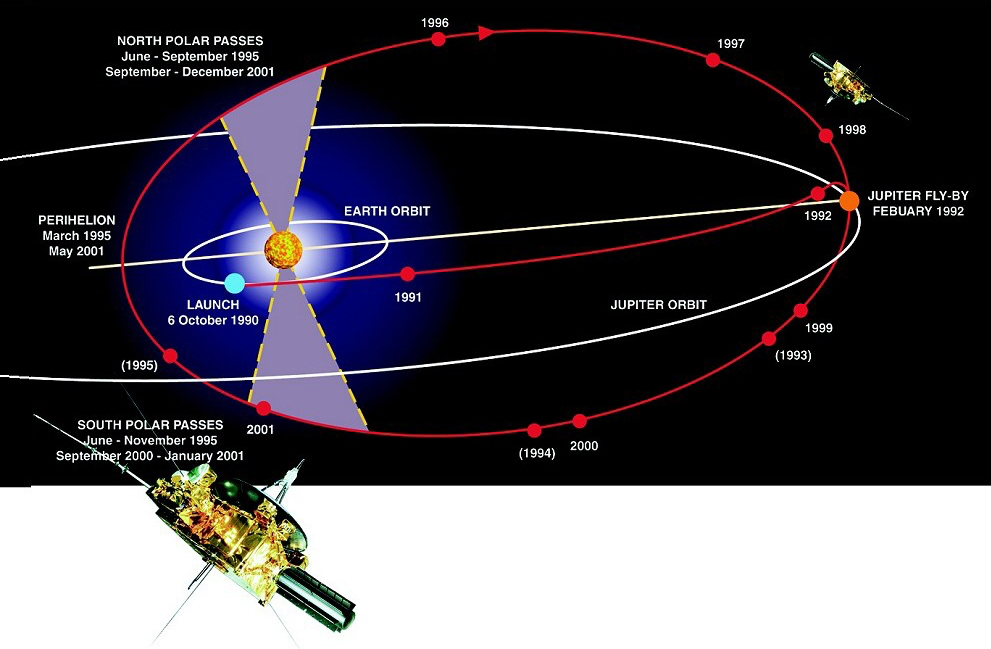 1996
NORTH POLAR PASSES
June - September 1995
September - December 2001
1997
1998
JUPITER FLY-BY
FEBUARY 1992
1992
EARTH ORBIT
PERIHELION
March 1995
May 2001
1991
LAUNCH
6 October 1990
JUPITER ORBIT
1999
(1993)
(1995)
2001
SOUTH POLAR PASSES
June - November 1995
September 2000 - January 2001
2000
(1994)